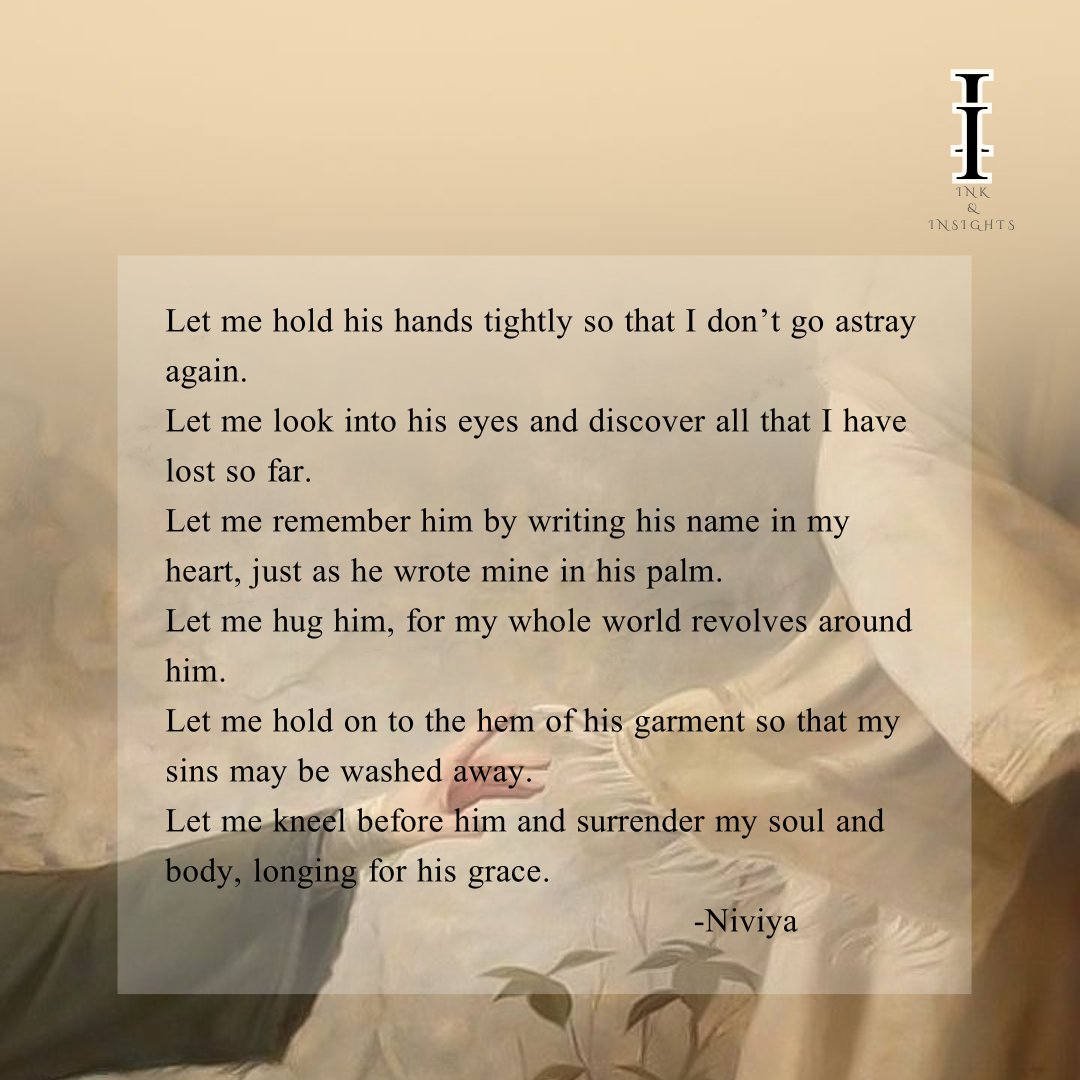 I
I
INK
&
INSIGHTS
Let me hold his hands tightly so that I don’t go astray
again.
Let me look into his eyes and discover all that I have
lost so far.
Let me remember him by writing his name in my
heart, just as he wrote mine in his palm.
Let me hug him, for my whole world revolves around
him.
Let me hold on to the hem of his garment so that my
sins may be washed away.
Let me kneel before him and surrender my soul and
body, longing for his grace.
-Niviya